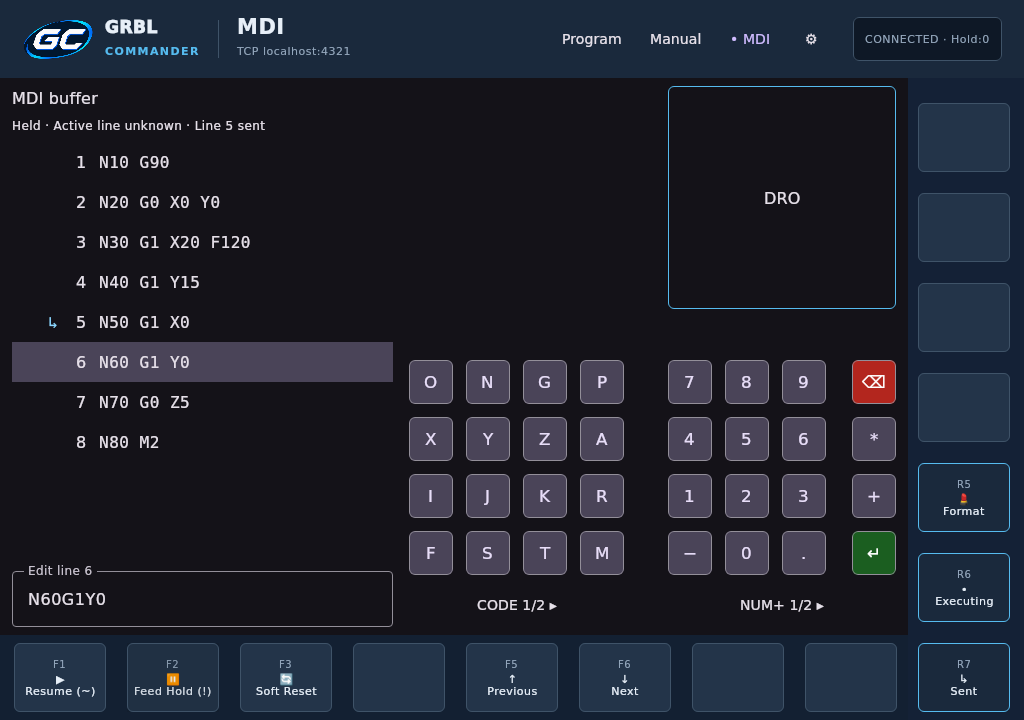 GC
GRBL
COMMANDER
MDI
TCP localhost:4321
Program
Manual
• MDI
⚙
CONNECTED · Hold:0
MDI buffer
Held · Active line unknown · Line 5 sent
1 N10 G90
2 N20 G0 X0 Y0
3 N30 G1 X20 F120
4 N40 G1 Y15
↳ 5 N50 G1 X0
6 N60 G1 Y0
7 N70 G0 Z5
8 N80 M2
Edit line 6
N60G1Y0
DRO
O N G P
X Y Z A
I J K R
F S T M
CODE 1/2 ▸
7 8 9 ⌫
4 5 6 *
1 2 3 +
− 0 . ↵
NUM+ 1/2 ▸
R5
Format
R6
•
Executing
R7
↳
Sent
F1
▶
Resume (~)
F2
⏸
Feed Hold (!)
F3
🔄
Soft Reset
F5
↑
Previous
F6
↓
Next